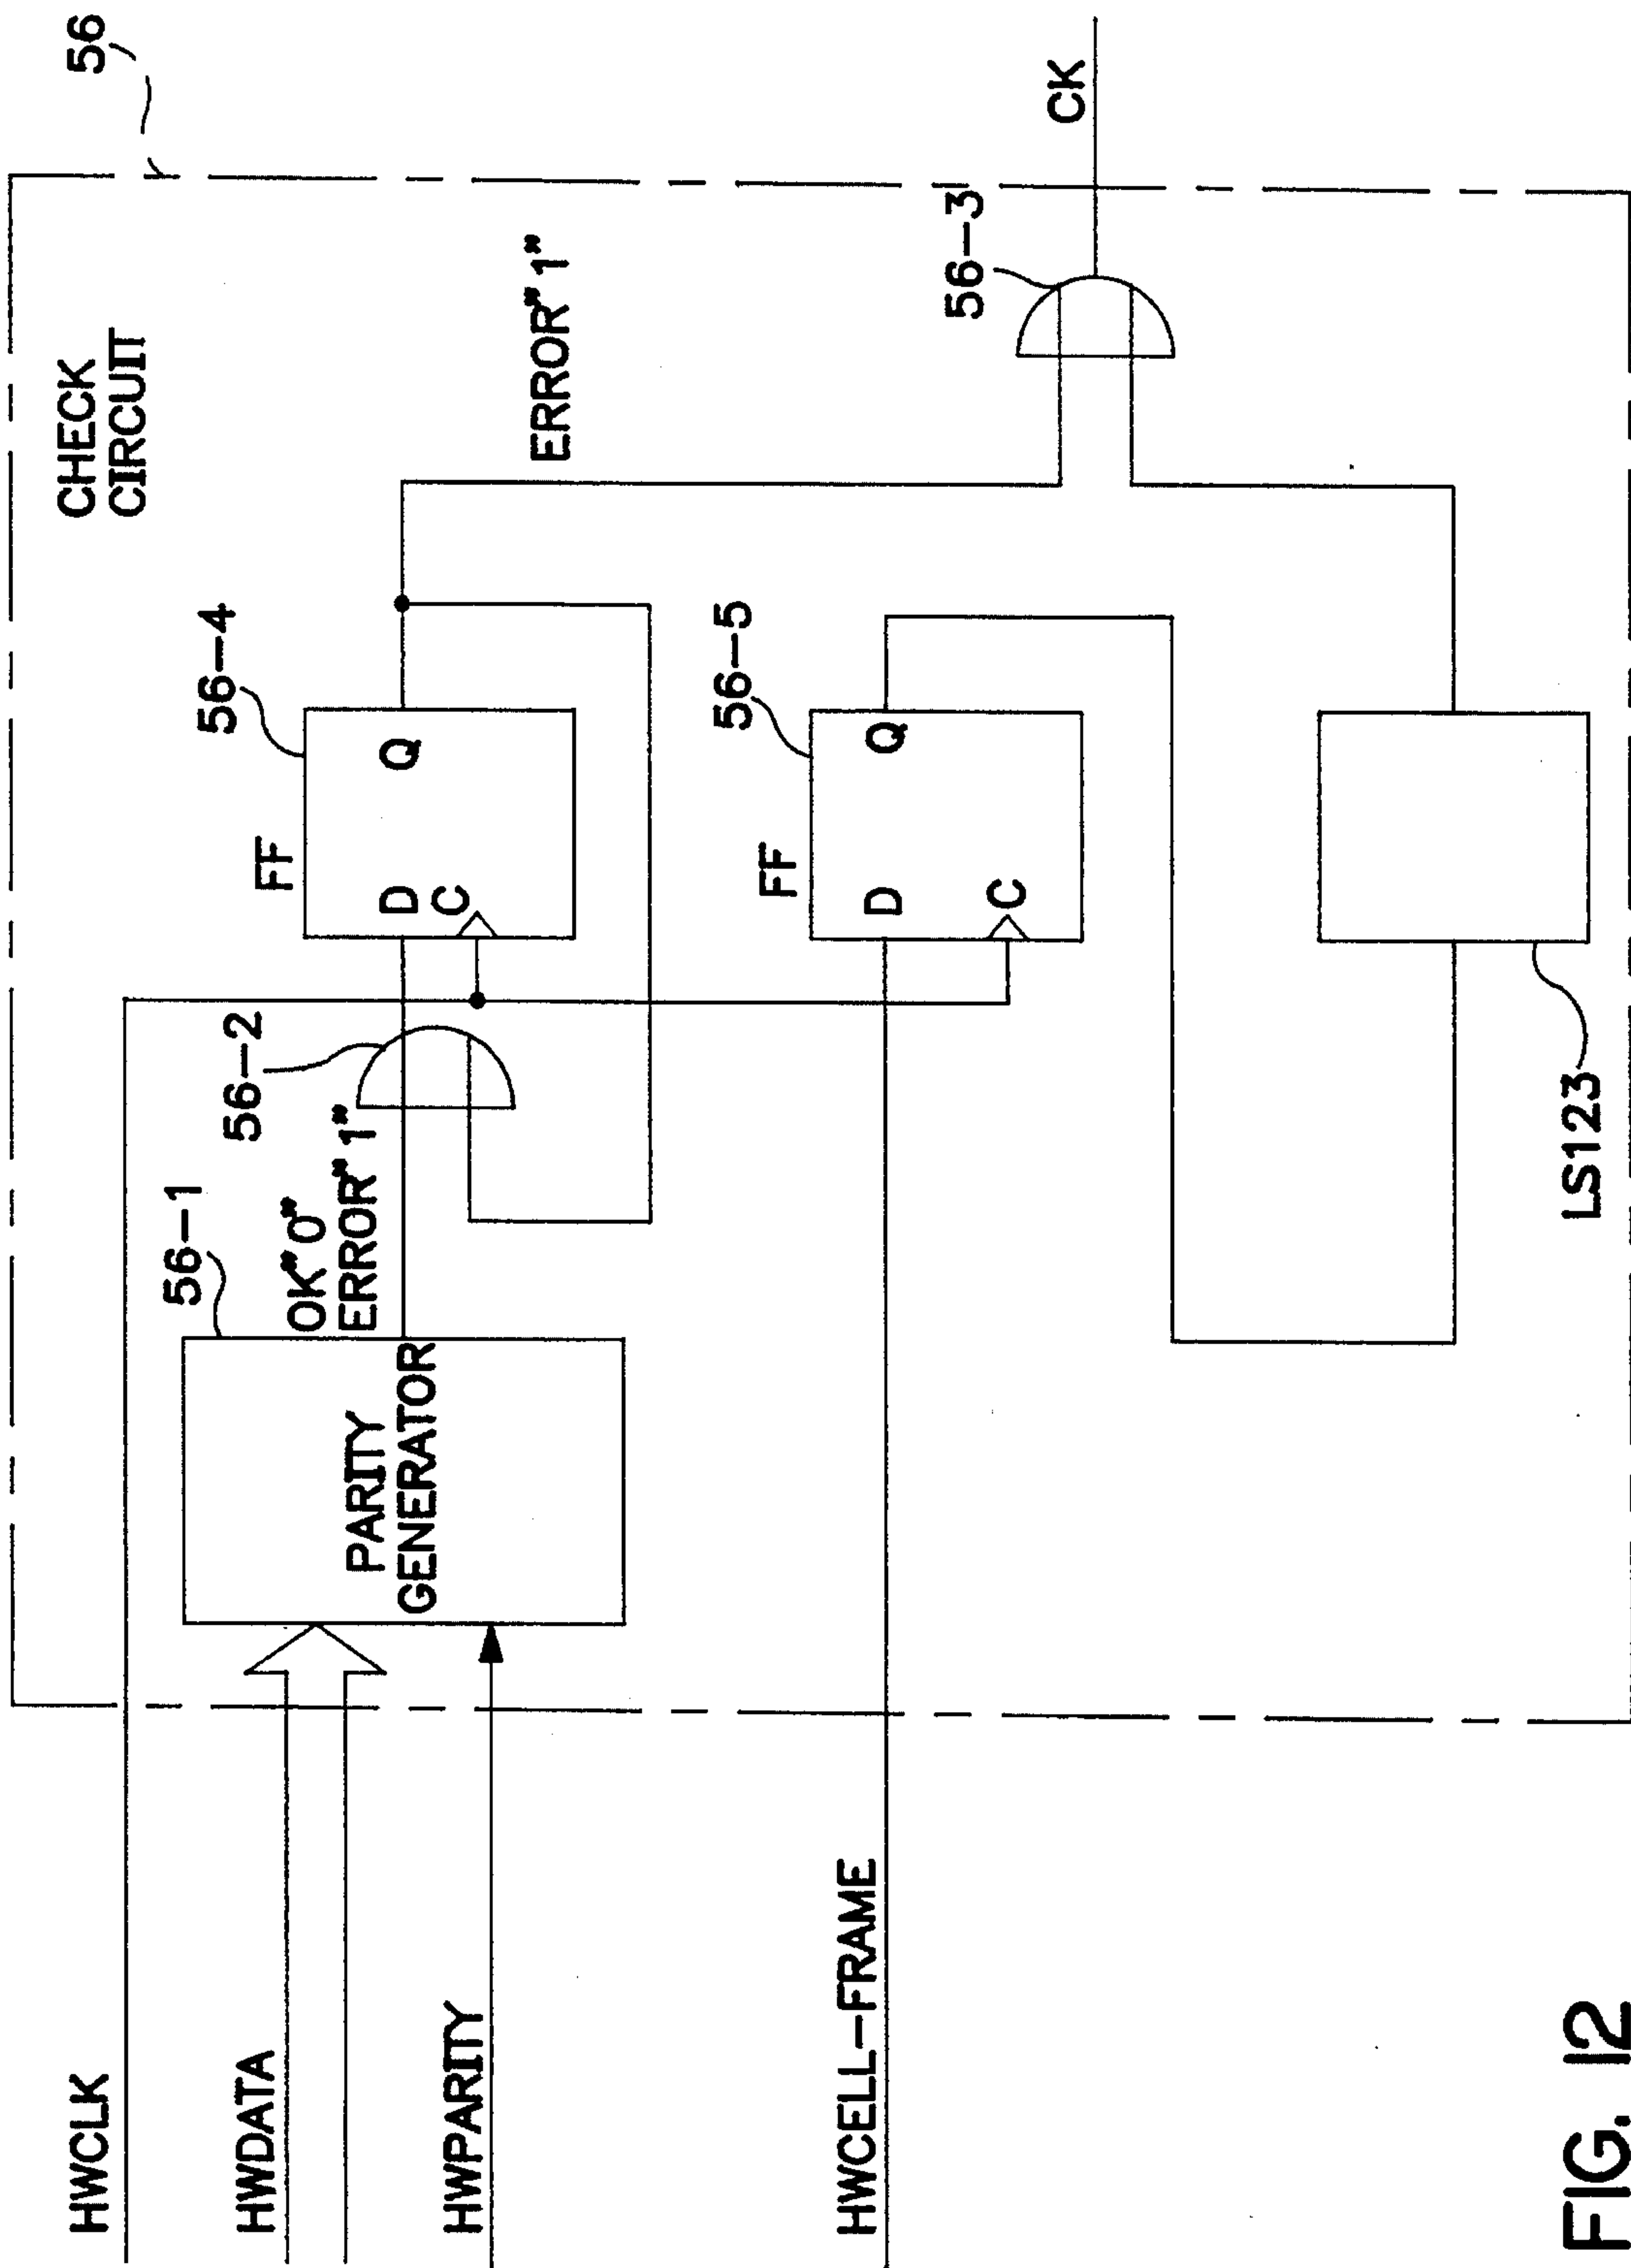 56
CHECK
CIRCUIT
HWCLK
HWDATA
HWPARITY
HWCELL-FRAME
56-1
PARITY
GENERATOR
OK"0"
ERROR"1"
56-2
56-4
FF
D
C
Q
56-5
FF
D
C
Q
ERROR"1"
56-3
CK
LS123
FIG. 12